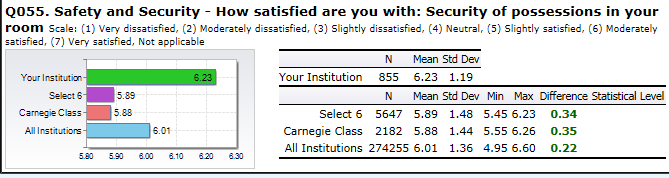 Q055. Safety and Security - How satisfied are you with: Security of possessions in your
room Scale: (1) Very dissatisfied, (2) Moderately dissatisfied, (3) Slightly dissatisfied, (4) Neutral, (5) Slightly satisfied, (6) Moderately
satisfied, (7) Very satisfied, Not applicable
Your Institution 6.23
Select 6 5.89
Carnegie Class 5.88
All Institutions 6.01
5.80 5.90 6.00 6.10 6.20 6.30
N Mean Std Dev
Your Institution 855 6.23 1.19
N Mean Std Dev Min Max Difference Statistical Level
Select 6 5647 5.89 1.48 5.45 6.23 0.34
Carnegie Class 2182 5.88 1.44 5.55 6.26 0.35
All Institutions 274255 6.01 1.36 4.95 6.60 0.22